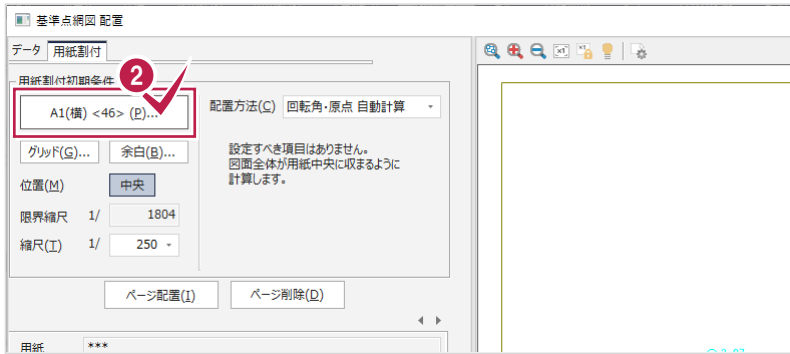 基準点網図 配置
データ 用紙割付
用紙割付初期条件
2
A1(横) <46> (P)...
配置方法(C) 回転角・原点 自動計算
グリッド(G)... 余白(B)...
設定すべき項目はありません。
図面全体が用紙中央に収まるように
計算します。
位置(M) 中央
限界縮尺 1/ 1804
縮尺(T) 1/ 250
ページ配置(I) ページ削除(D)
用紙 ***